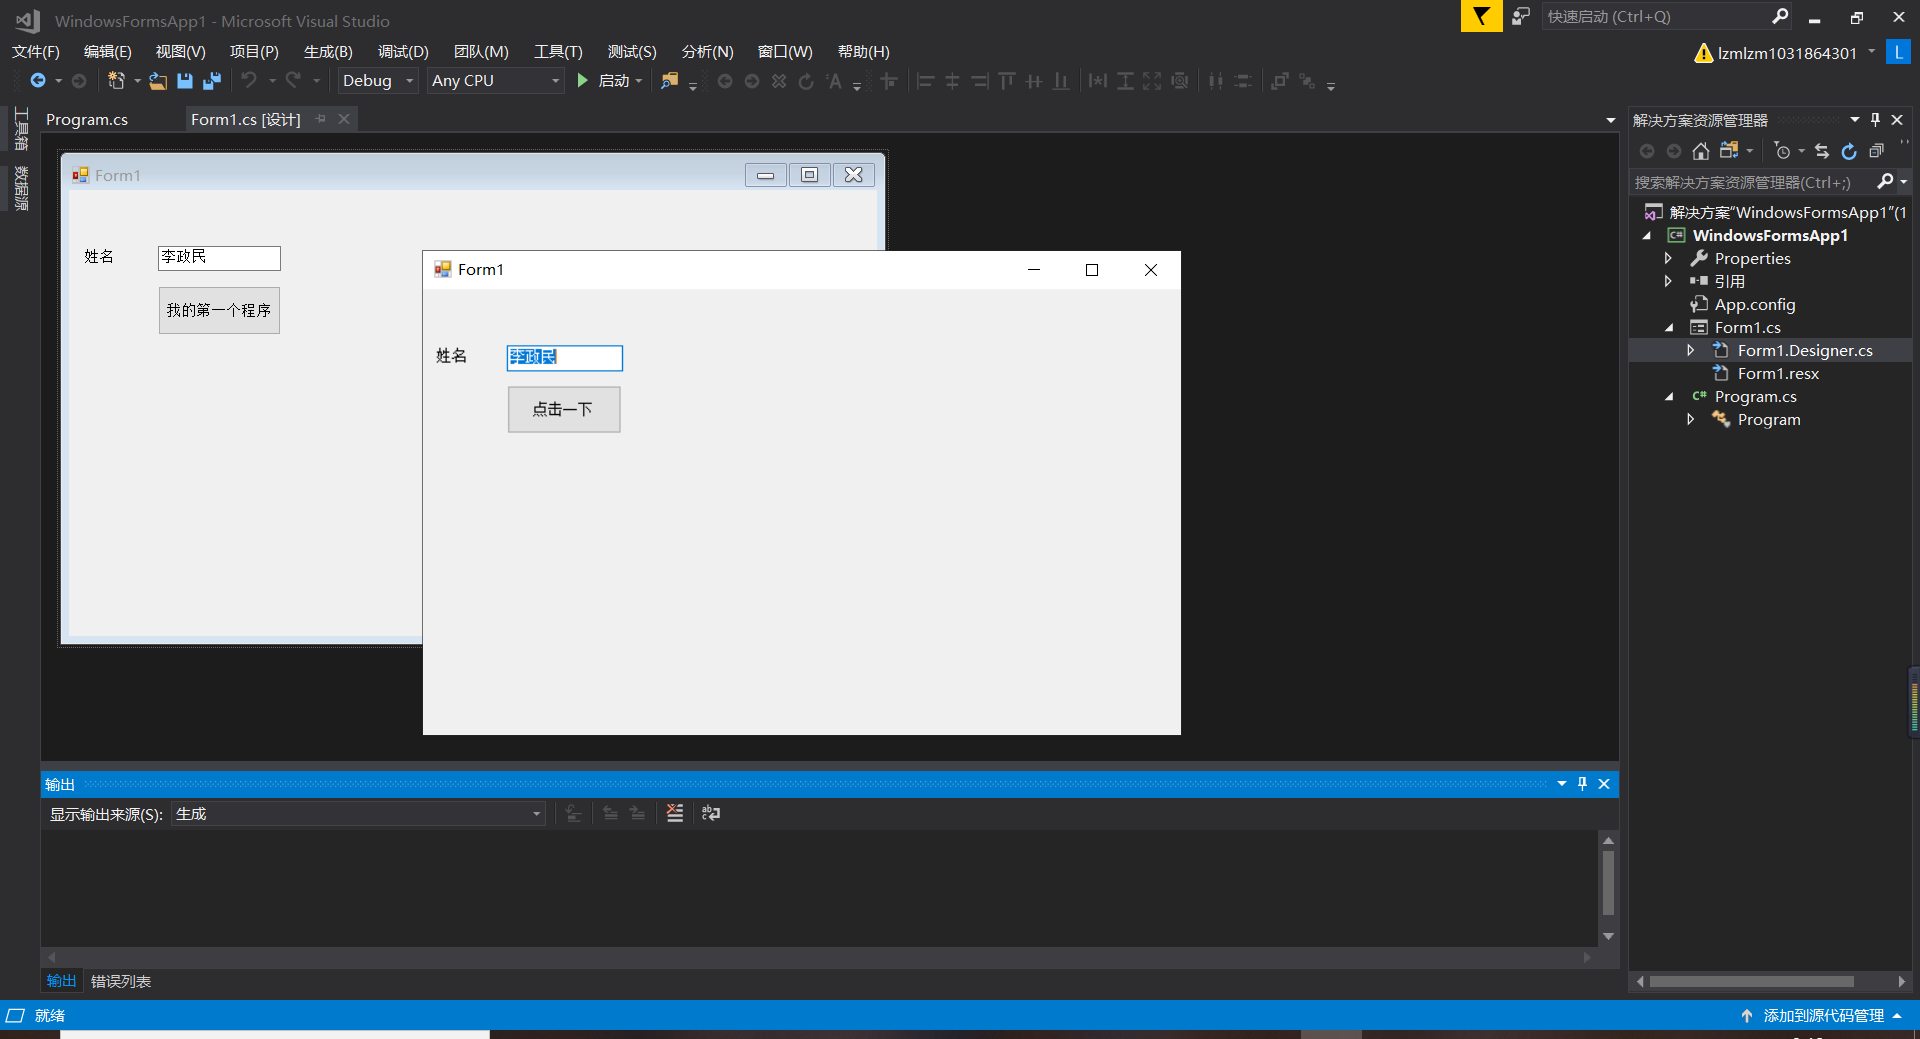 WindowsFormsApp1 - Microsoft Visual Studio
快速启动 (Ctrl+Q)
文件(F) 编辑(E) 视图(V) 项目(P) 生成(B) 调试(D) 团队(M) 工具(T) 测试(S) 分析(N) 窗口(W) 帮助(H)
lzmlzm1031864301 L
Debug Any CPU 启动
工具箱
数据源
Program.cs Form1.cs [设计]
Form1
姓名 李政民
我的第一个程序
Form1
姓名 李政民
点击一下
输出
显示输出来源(S): 生成
输出 错误列表
解决方案资源管理器
搜索解决方案资源管理器(Ctrl+;)
解决方案"WindowsFormsApp1"(1
WindowsFormsApp1
Properties
引用
App.config
Form1.cs
Form1.Designer.cs
Form1.resx
C# Program.cs
Program
就绪 添加到源代码管理